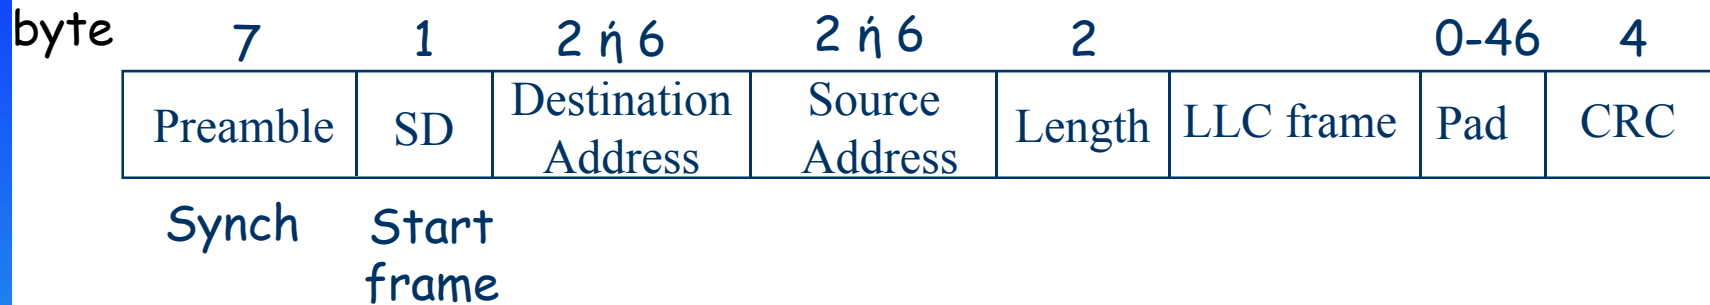 byte 7 1 2 ή 6 2 ή 6 2 0-46 4
Preamble SD Destination Address Source Address Length LLC frame Pad CRC
Synch Start frame